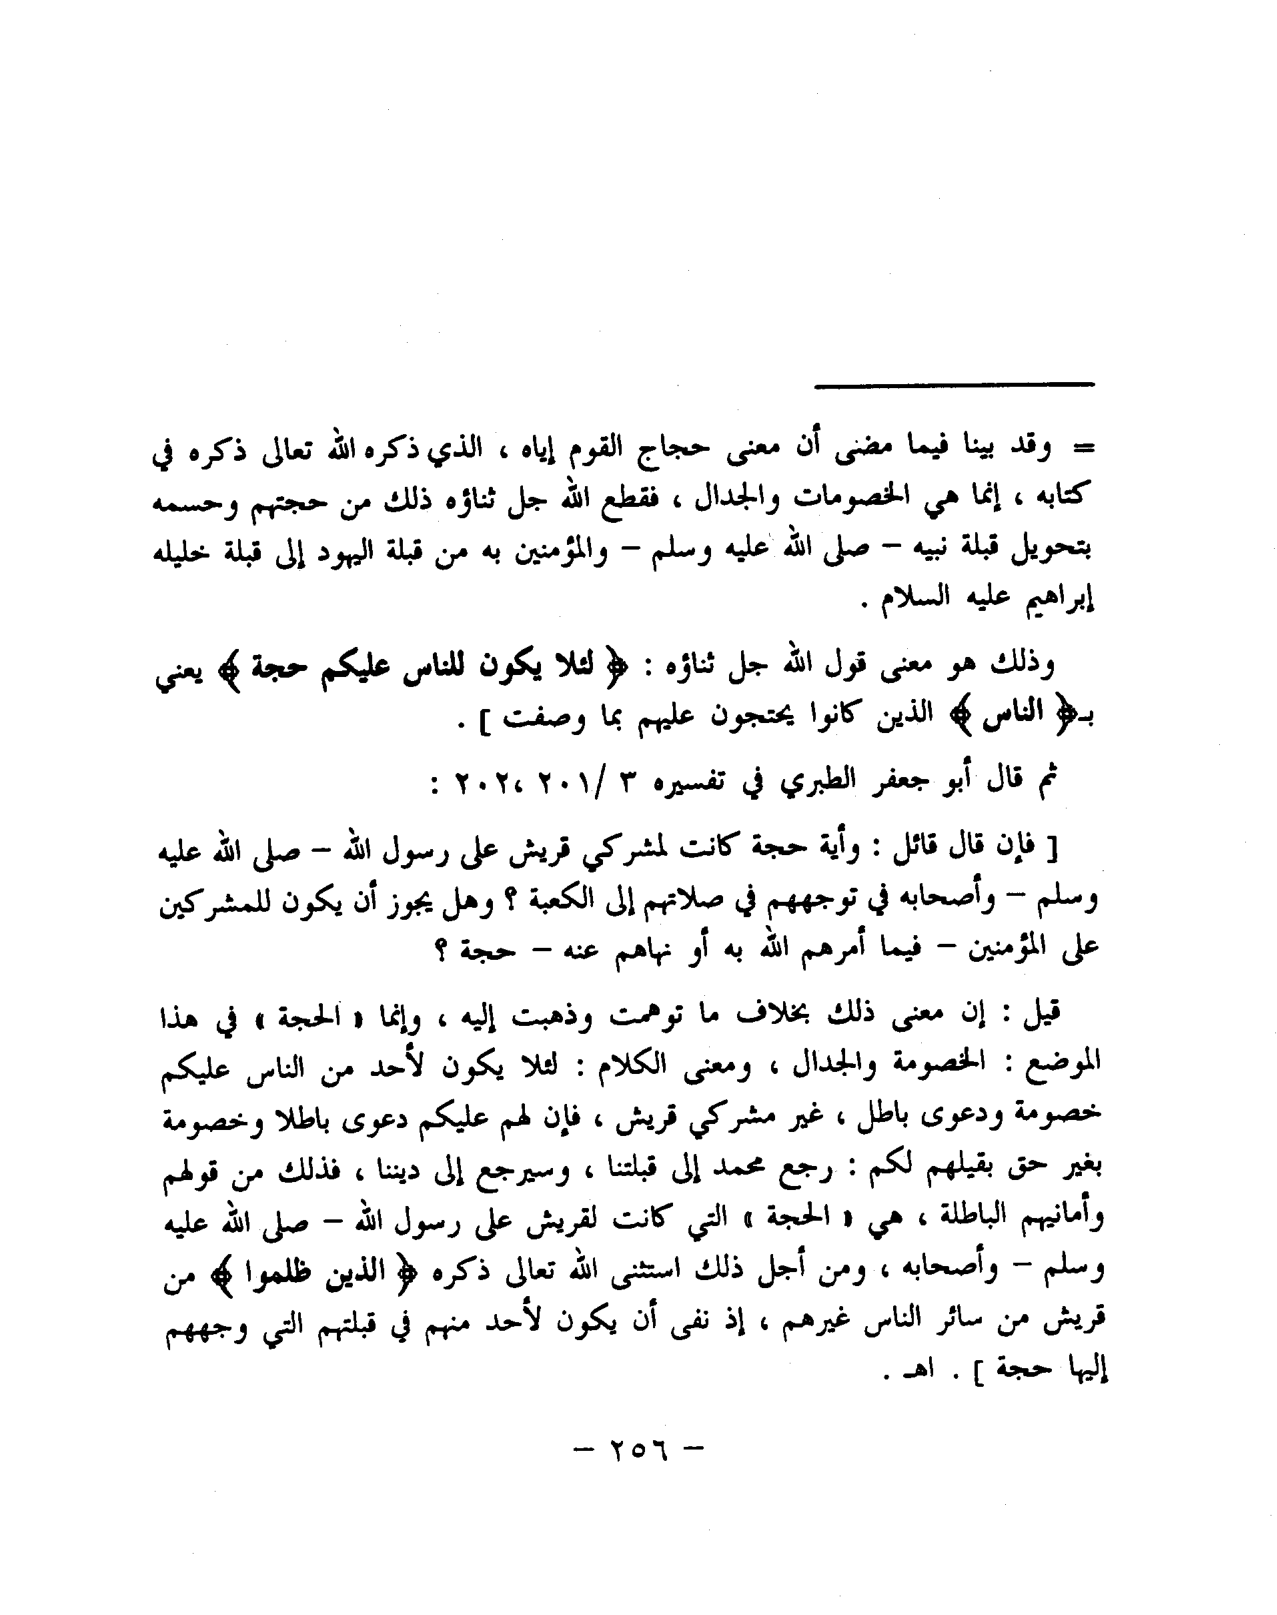 = وقد بينا فيما مضى أن معنى حجاج القوم إياه ، الذي ذكره الله تعالى ذكره في
كتابه ، إنما هي الخصومات والجدال ، فقطع الله جل ثناؤه ذلك من حجتهم وحسمه
بتحويل قبلة نبيه – صلى الله عليه وسلم – والمؤمنين به من قبلة اليهود إلى قبلة خليله
إبراهيم عليه السلام .
وذلك هو معنى قول الله جل ثناؤه : ﴿ لئلا يكون للناس عليكم حجة ﴾ يعني
بـ﴿ الناس ﴾ الذين كانوا يحتجون عليهم بما وصفت ] .
ثم قال أبو جعفر الطبري في تفسيره ٣ /٢٠١ ،٢٠٢ :
[ فإن قال قائل : وأية حجة كانت لمشركي قريش على رسول الله – صلى الله عليه
وسلم – وأصحابه في توجههم في صلاتهم إلى الكعبة ؟ وهل يجوز أن يكون للمشركين
على المؤمنين – فيما أمرهم الله به أو نهاهم عنه – حجة ؟
قيل : إن معنى ذلك بخلاف ما توهمت وذهبت إليه ، وإنما « الحجة » في هذا
الموضع : الخصومة والجدال ، ومعنى الكلام : لئلا يكون لأحد من الناس عليكم
خصومة ودعوى باطل ، غير مشركي قريش ، فإن لهم عليكم دعوى باطلا وخصومة
بغير حق بقيلهم لكم : رجع محمد إلى قبلتنا ، وسيرجع إلى ديننا ، فذلك من قولهم
وأمانيهم الباطلة ، هي « الحجة » التي كانت لقريش على رسول الله – صلى الله عليه
وسلم – وأصحابه ، ومن أجل ذلك استثنى الله تعالى ذكره ﴿ الذين ظلموا ﴾ من
قريش من سائر الناس غيرهم ، إذ نفى أن يكون لأحد منهم في قبلتهم التي وجههم
إليها حجة ] . اهـ .
– ٢٥٦ –